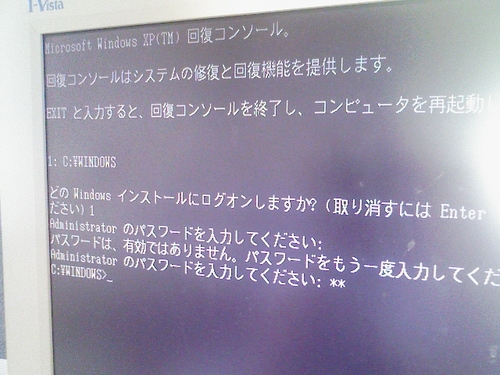 I-Vista
Microsoft Windows XP(TM) 回復コンソール。
回復コンソールはシステムの修復と回復機能を提供します。
EXIT と入力すると、回復コンソールを終了し、コンピュータを再起動し
1: C:¥WINDOWS
どの Windows インストールにログオンしますか? (取り消すには Enter
ださい) 1
Administrator のパスワードを入力してください:
パスワードは、有効ではありません。パスワードをもう一度入力してくだ
Administrator のパスワードを入力してください: **
C:¥WINDOWS>_